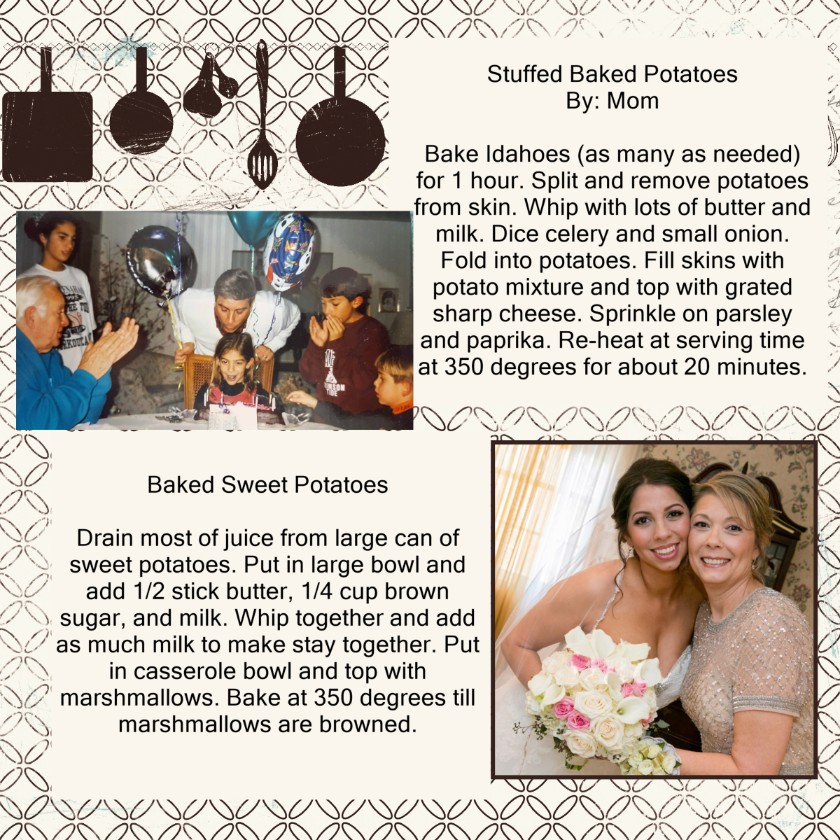 Stuffed Baked Potatoes
By: Mom
Bake Idahoes (as many as needed)
for 1 hour. Split and remove potatoes
from skin. Whip with lots of butter and
milk. Dice celery and small onion.
Fold into potatoes. Fill skins with
potato mixture and top with grated
sharp cheese. Sprinkle on parsley
and paprika. Re-heat at serving time
at 350 degrees for about 20 minutes.
Baked Sweet Potatoes
Drain most of juice from large can of
sweet potatoes. Put in large bowl and
add 1/2 stick butter, 1/4 cup brown
sugar, and milk. Whip together and add
as much milk to make stay together. Put
in casserole bowl and top with
marshmallows. Bake at 350 degrees till
marshmallows are browned.